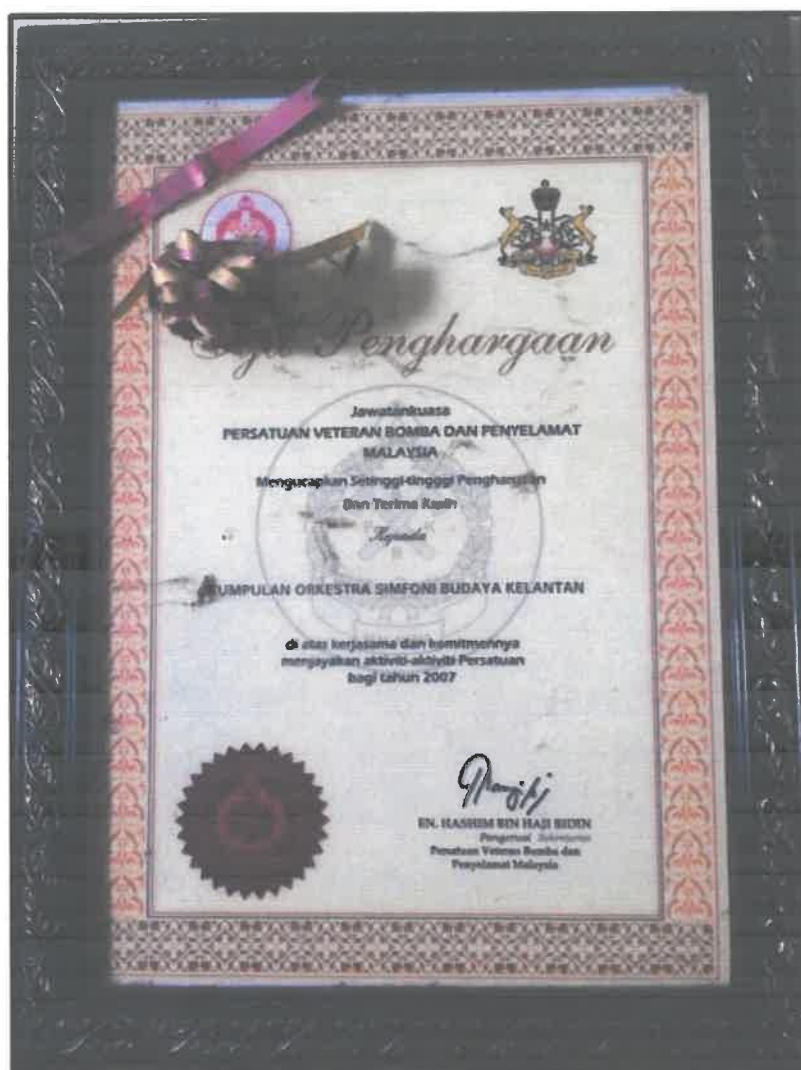 Penghargaan
Jawatankuasa
PERSATUAN VETERAN BOMBA DAN PENYELAMAT
MALAYSIA
Mengucapkan Setinggi-tingggi Penghargaan
Dan Terima Kasih
Kepada
KUMPULAN ORKESTRA SIMFONI BUDAYA KELANTAN
di atas kerjasama dan komitmennya
menjayakan aktiviti-aktiviti Persatuan
bagi tahun 2007
EN. HASHIM BIN HAJI BIDIN
Pengerusi
Persatuan Veteran Bomba dan
Penyelamat Malaysia